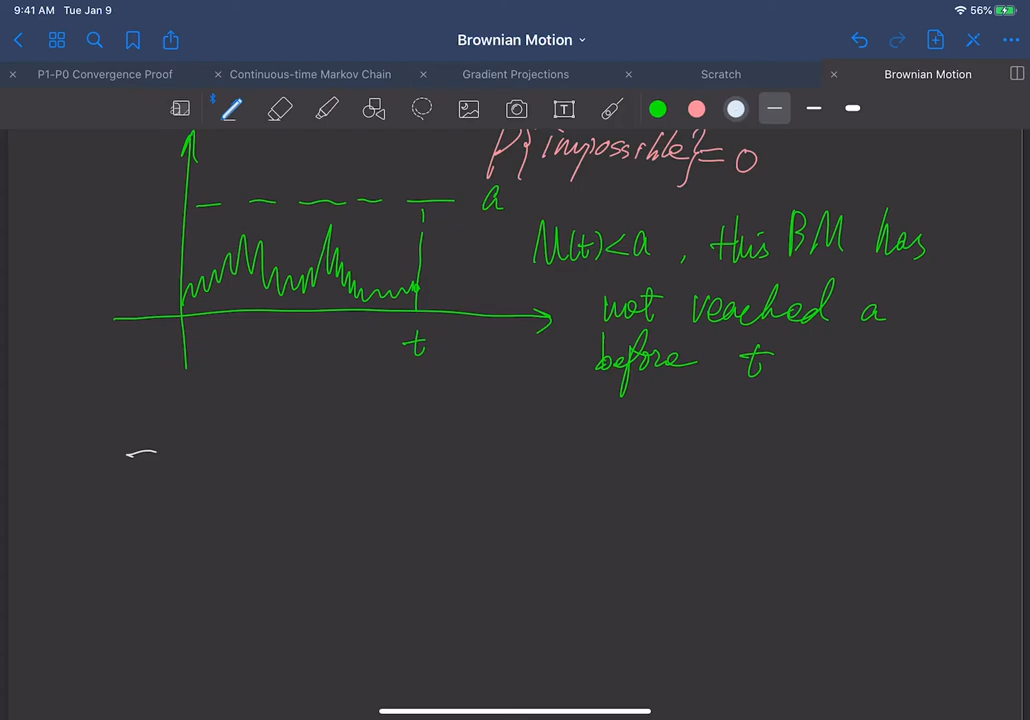 9:41 AM Tue Jan 9
56%
Brownian Motion
P1-P0 Convergence Proof
Continuous-time Markov Chain
Gradient Projections
Scratch
Brownian Motion
P{impossible} = 0
a
M(t) < a , this BM has
not reached a
before t
t